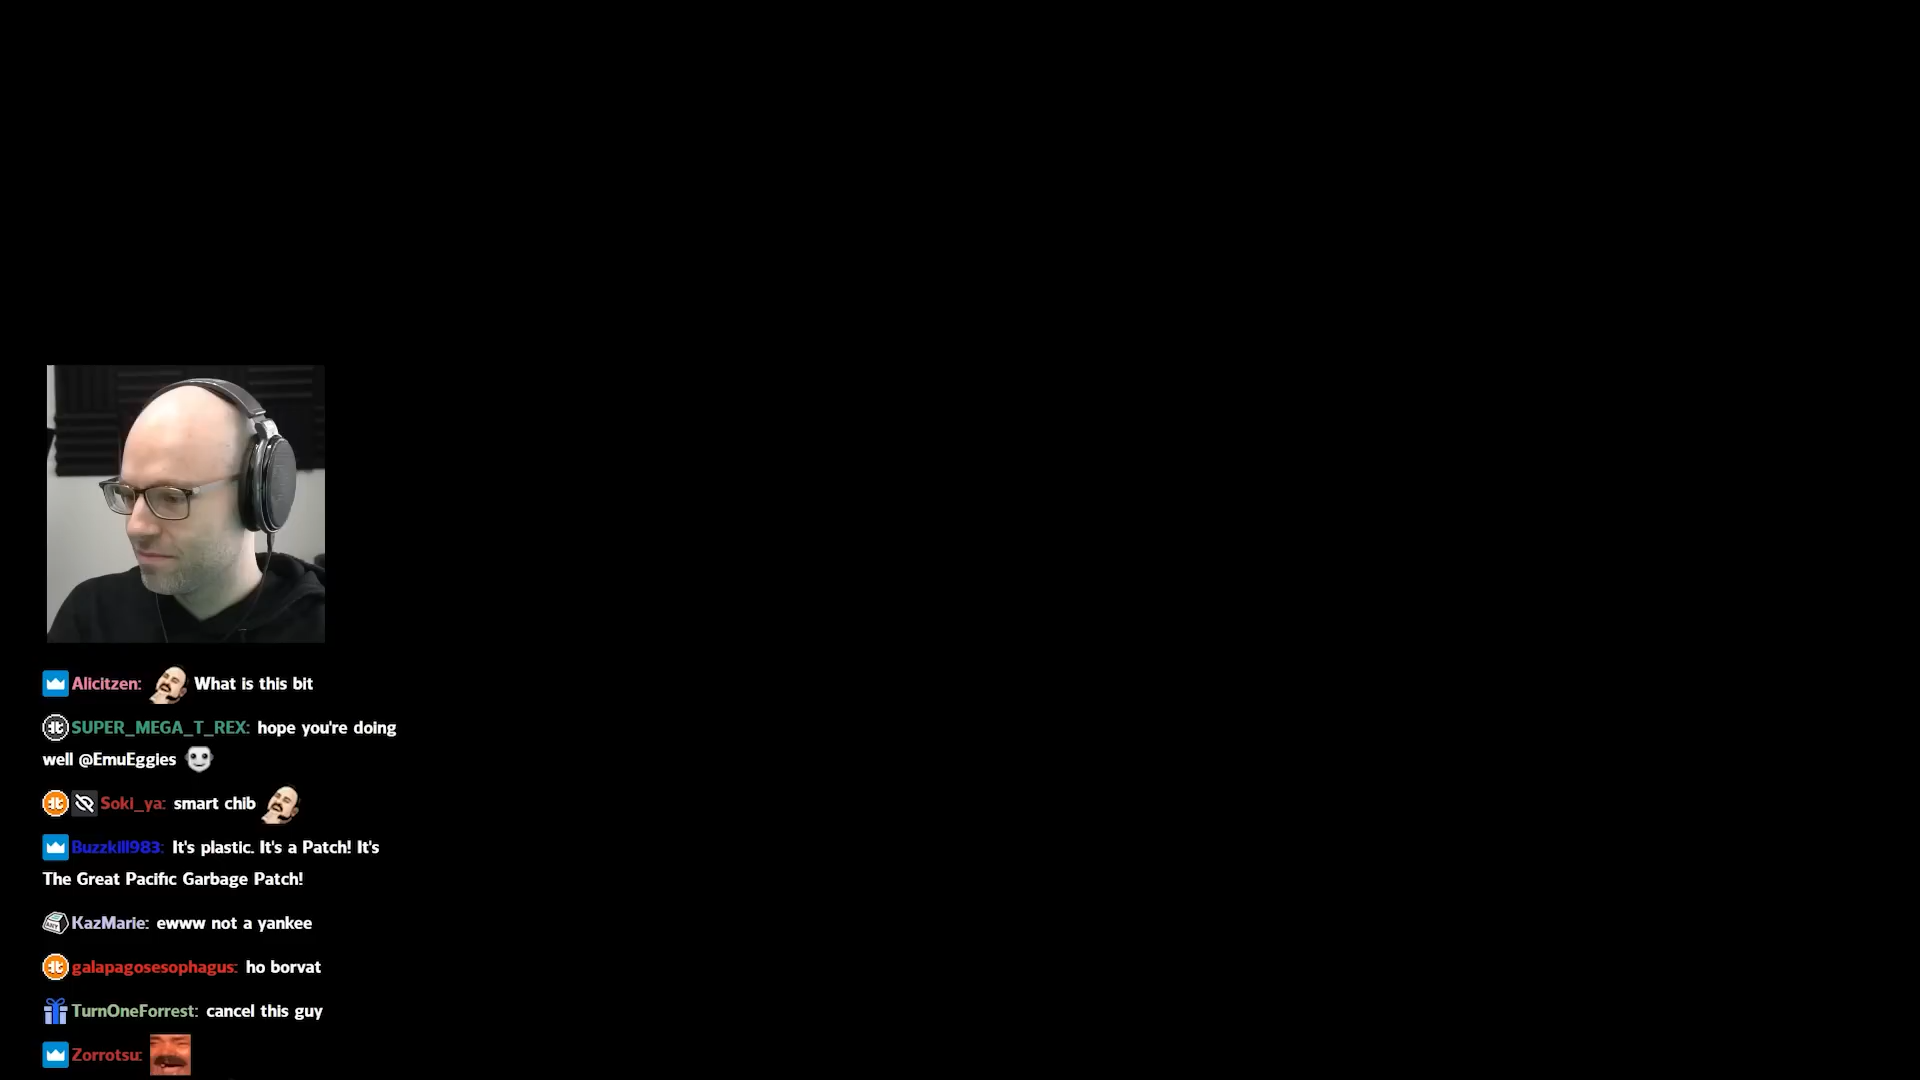 Alicitzen: What is this bit
SUPER_MEGA_T_REX: hope you're doing
well @EmuEggies
Soki_ya: smart chib
Buzzkill983: It's plastic. It's a Patch! It's
The Great Pacific Garbage Patch!
KazMarie: ewww not a yankee
galapagosesophagus: ho borvat
TurnOneForrest: cancel this guy
Zorrotsu: